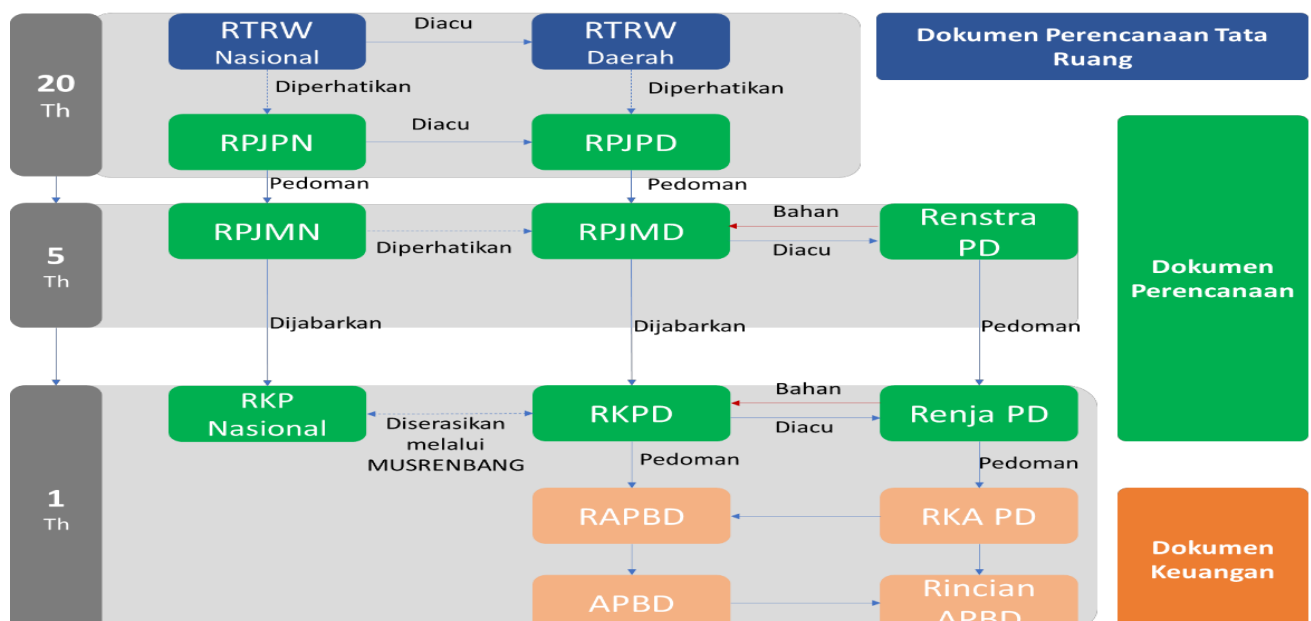 RTRW
Nasional
Diacu
RTRW
Daerah
Dokumen Perencanaan Tata
Ruang
20
Th
Diperhatikan
Diperhatikan
RPJPN
Diacu
RPJPD
Pedoman
Pedoman
5
Th
RPJMN
Diperhatikan
RPJMD
Bahan
Diacu
Renstra
PD
Dokumen
Perencanaan
Dijabarkan
Dijabarkan
Pedoman
1
Th
RKP
Nasional
Diserasikan
melalui
MUSRENBANG
RKPD
Bahan
Diacu
Renja PD
Pedoman
Pedoman
RAPBD
RKA PD
Dokumen
Keuangan
APBD
Rincian
APBD